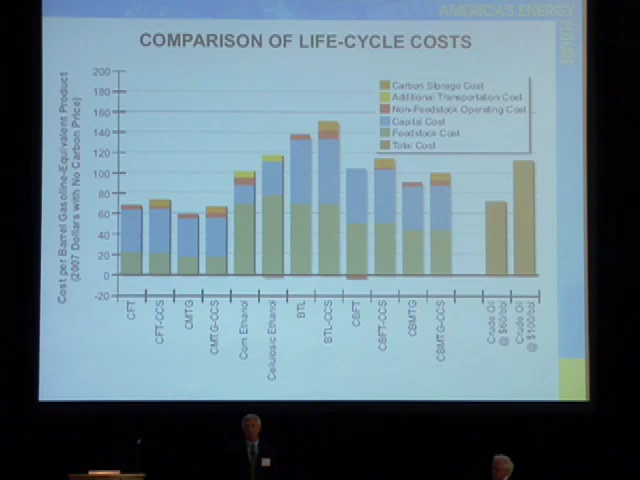 AMERICA'S ENERGY
FUTURE
COMPARISON OF LIFE-CYCLE COSTS
Cost per Barrel Gasoline-Equivalent Product
(2007 Dollars with No Carbon Price)
200
180
160
140
120
100
80
60
40
20
0
-20
Carbon Storage Cost
Additional Transportation Cost
Non-Feedstock Operating Cost
Capital Cost
Feedstock Cost
Total Cost
CFT
CFT-CCS
CMTG
CMTG-CCS
Corn Ethanol
Cellulosic Ethanol
BTL
BTL-CCS
CBFT
CBFT-CCS
CBMTG
CBMTG-CCS
Crude Oil
@ $60/bbl
Crude Oil
@ $100/bbl